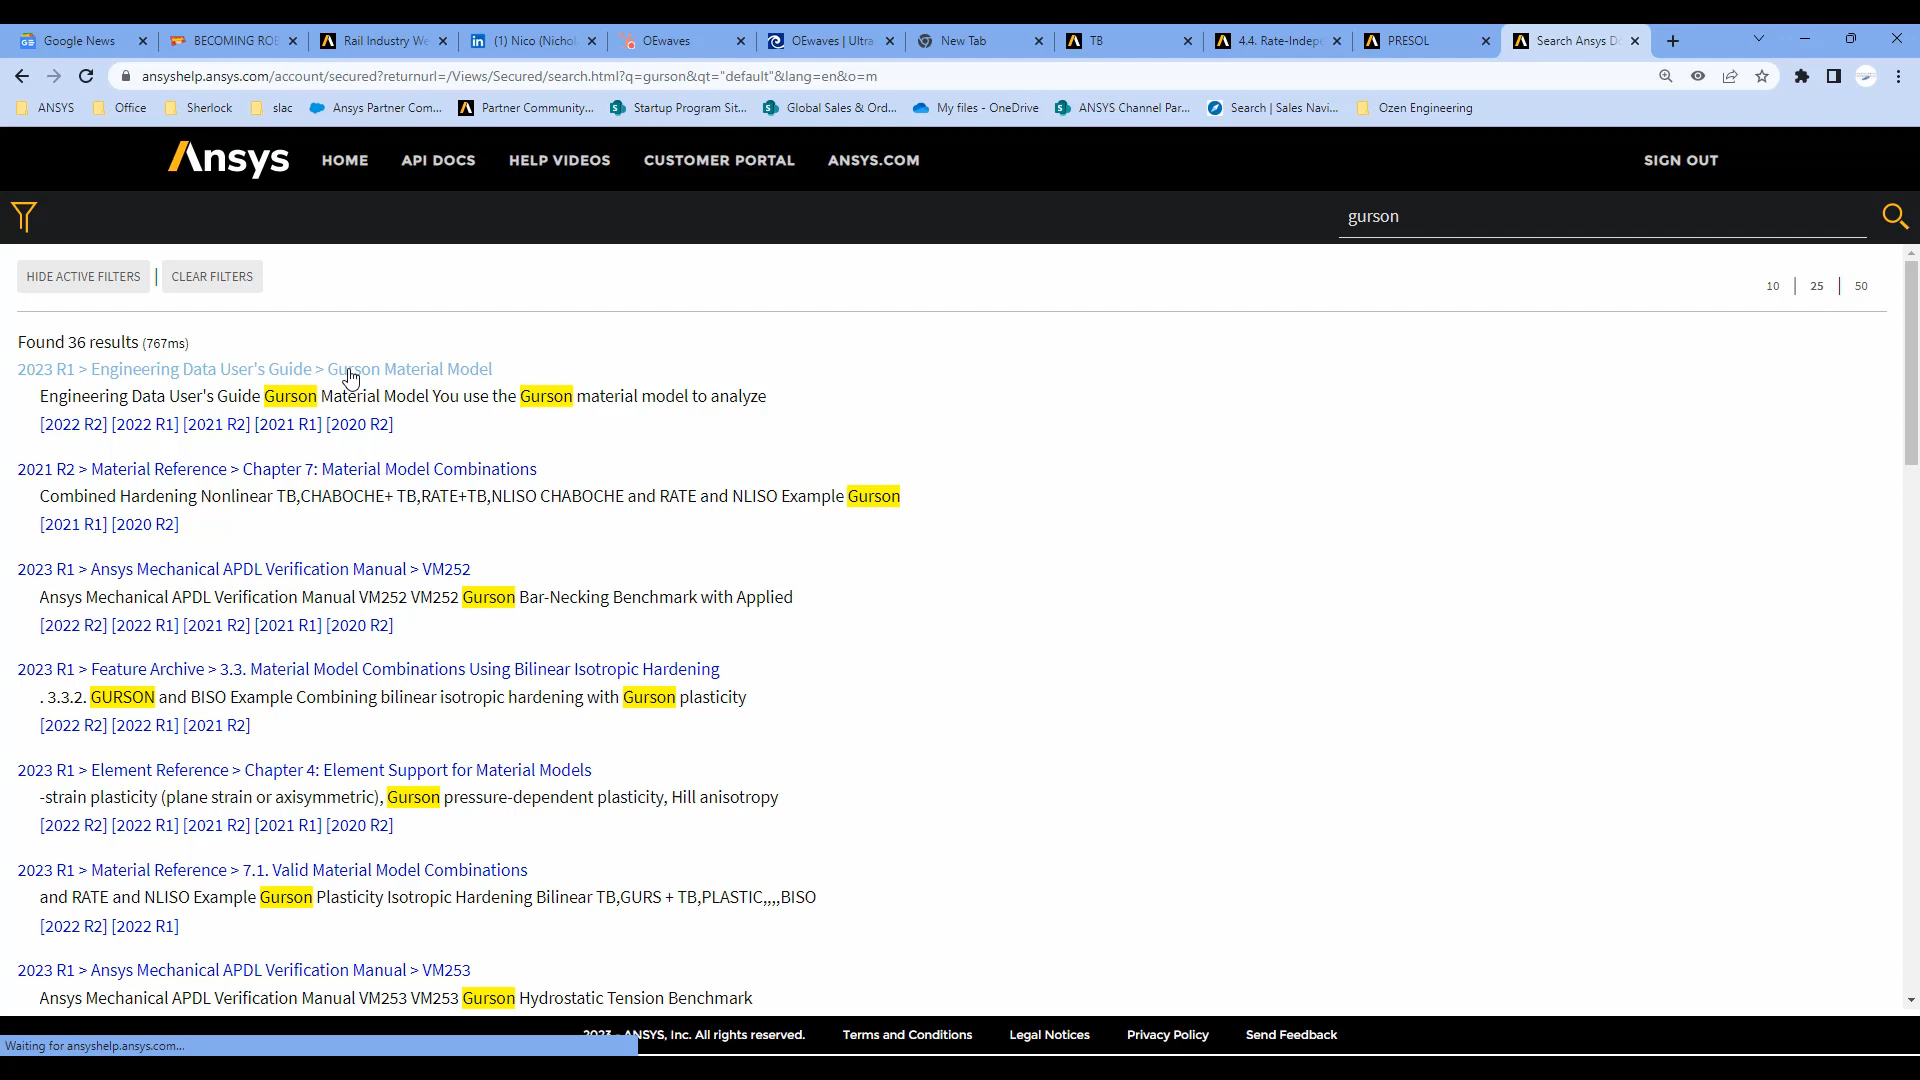 Google News
BECOMING ROB
Rail Industry We
(1) Nico (Nichol
OEwaves
OEwaves | Ultra
New Tab
TB
4.4. Rate-Indep
PRESOL
Search Ansys Do
ansyshelp.ansys.com/account/secured?returnurl=/Views/Secured/search.html?q=gurson&qt="default"&lang=en&o=m
ANSYS
Office
Sherlock
slac
Ansys Partner Com...
Partner Community...
Startup Program Sit...
Global Sales & Ord...
My files - OneDrive
ANSYS Channel Par...
Search | Sales Navi...
Ozen Engineering
Ansys
HOME
API DOCS
HELP VIDEOS
CUSTOMER PORTAL
ANSYS.COM
SIGN OUT
gurson
HIDE ACTIVE FILTERS | CLEAR FILTERS
10 | 25 | 50
Found 36 results (767ms)
2023 R1 > Engineering Data User's Guide > Gurson Material Model
Engineering Data User's Guide Gurson Material Model You use the Gurson material model to analyze
[2022 R2] [2022 R1] [2021 R2] [2021 R1] [2020 R2]
2021 R2 > Material Reference > Chapter 7: Material Model Combinations
Combined Hardening Nonlinear TB,CHABOCHE+ TB,RATE+TB,NLISO CHABOCHE and RATE and NLISO Example Gurson
[2021 R1] [2020 R2]
2023 R1 > Ansys Mechanical APDL Verification Manual > VM252
Ansys Mechanical APDL Verification Manual VM252 VM252 Gurson Bar-Necking Benchmark with Applied
[2022 R2] [2022 R1] [2021 R2] [2021 R1] [2020 R2]
2023 R1 > Feature Archive > 3.3. Material Model Combinations Using Bilinear Isotropic Hardening
. 3.3.2. GURSON and BISO Example Combining bilinear isotropic hardening with Gurson plasticity
[2022 R2] [2022 R1] [2021 R2]
2023 R1 > Element Reference > Chapter 4: Element Support for Material Models
-strain plasticity (plane strain or axisymmetric), Gurson pressure-dependent plasticity, Hill anisotropy
[2022 R2] [2022 R1] [2021 R2] [2021 R1] [2020 R2]
2023 R1 > Material Reference > 7.1. Valid Material Model Combinations
and RATE and NLISO Example Gurson Plasticity Isotropic Hardening Bilinear TB,GURS + TB,PLASTIC,,,,BISO
[2022 R2] [2022 R1]
2023 R1 > Ansys Mechanical APDL Verification Manual > VM253
Ansys Mechanical APDL Verification Manual VM253 VM253 Gurson Hydrostatic Tension Benchmark
2023 - ANSYS, Inc. All rights reserved.
Terms and Conditions
Legal Notices
Privacy Policy
Send Feedback
Waiting for ansyshelp.ansys.com...